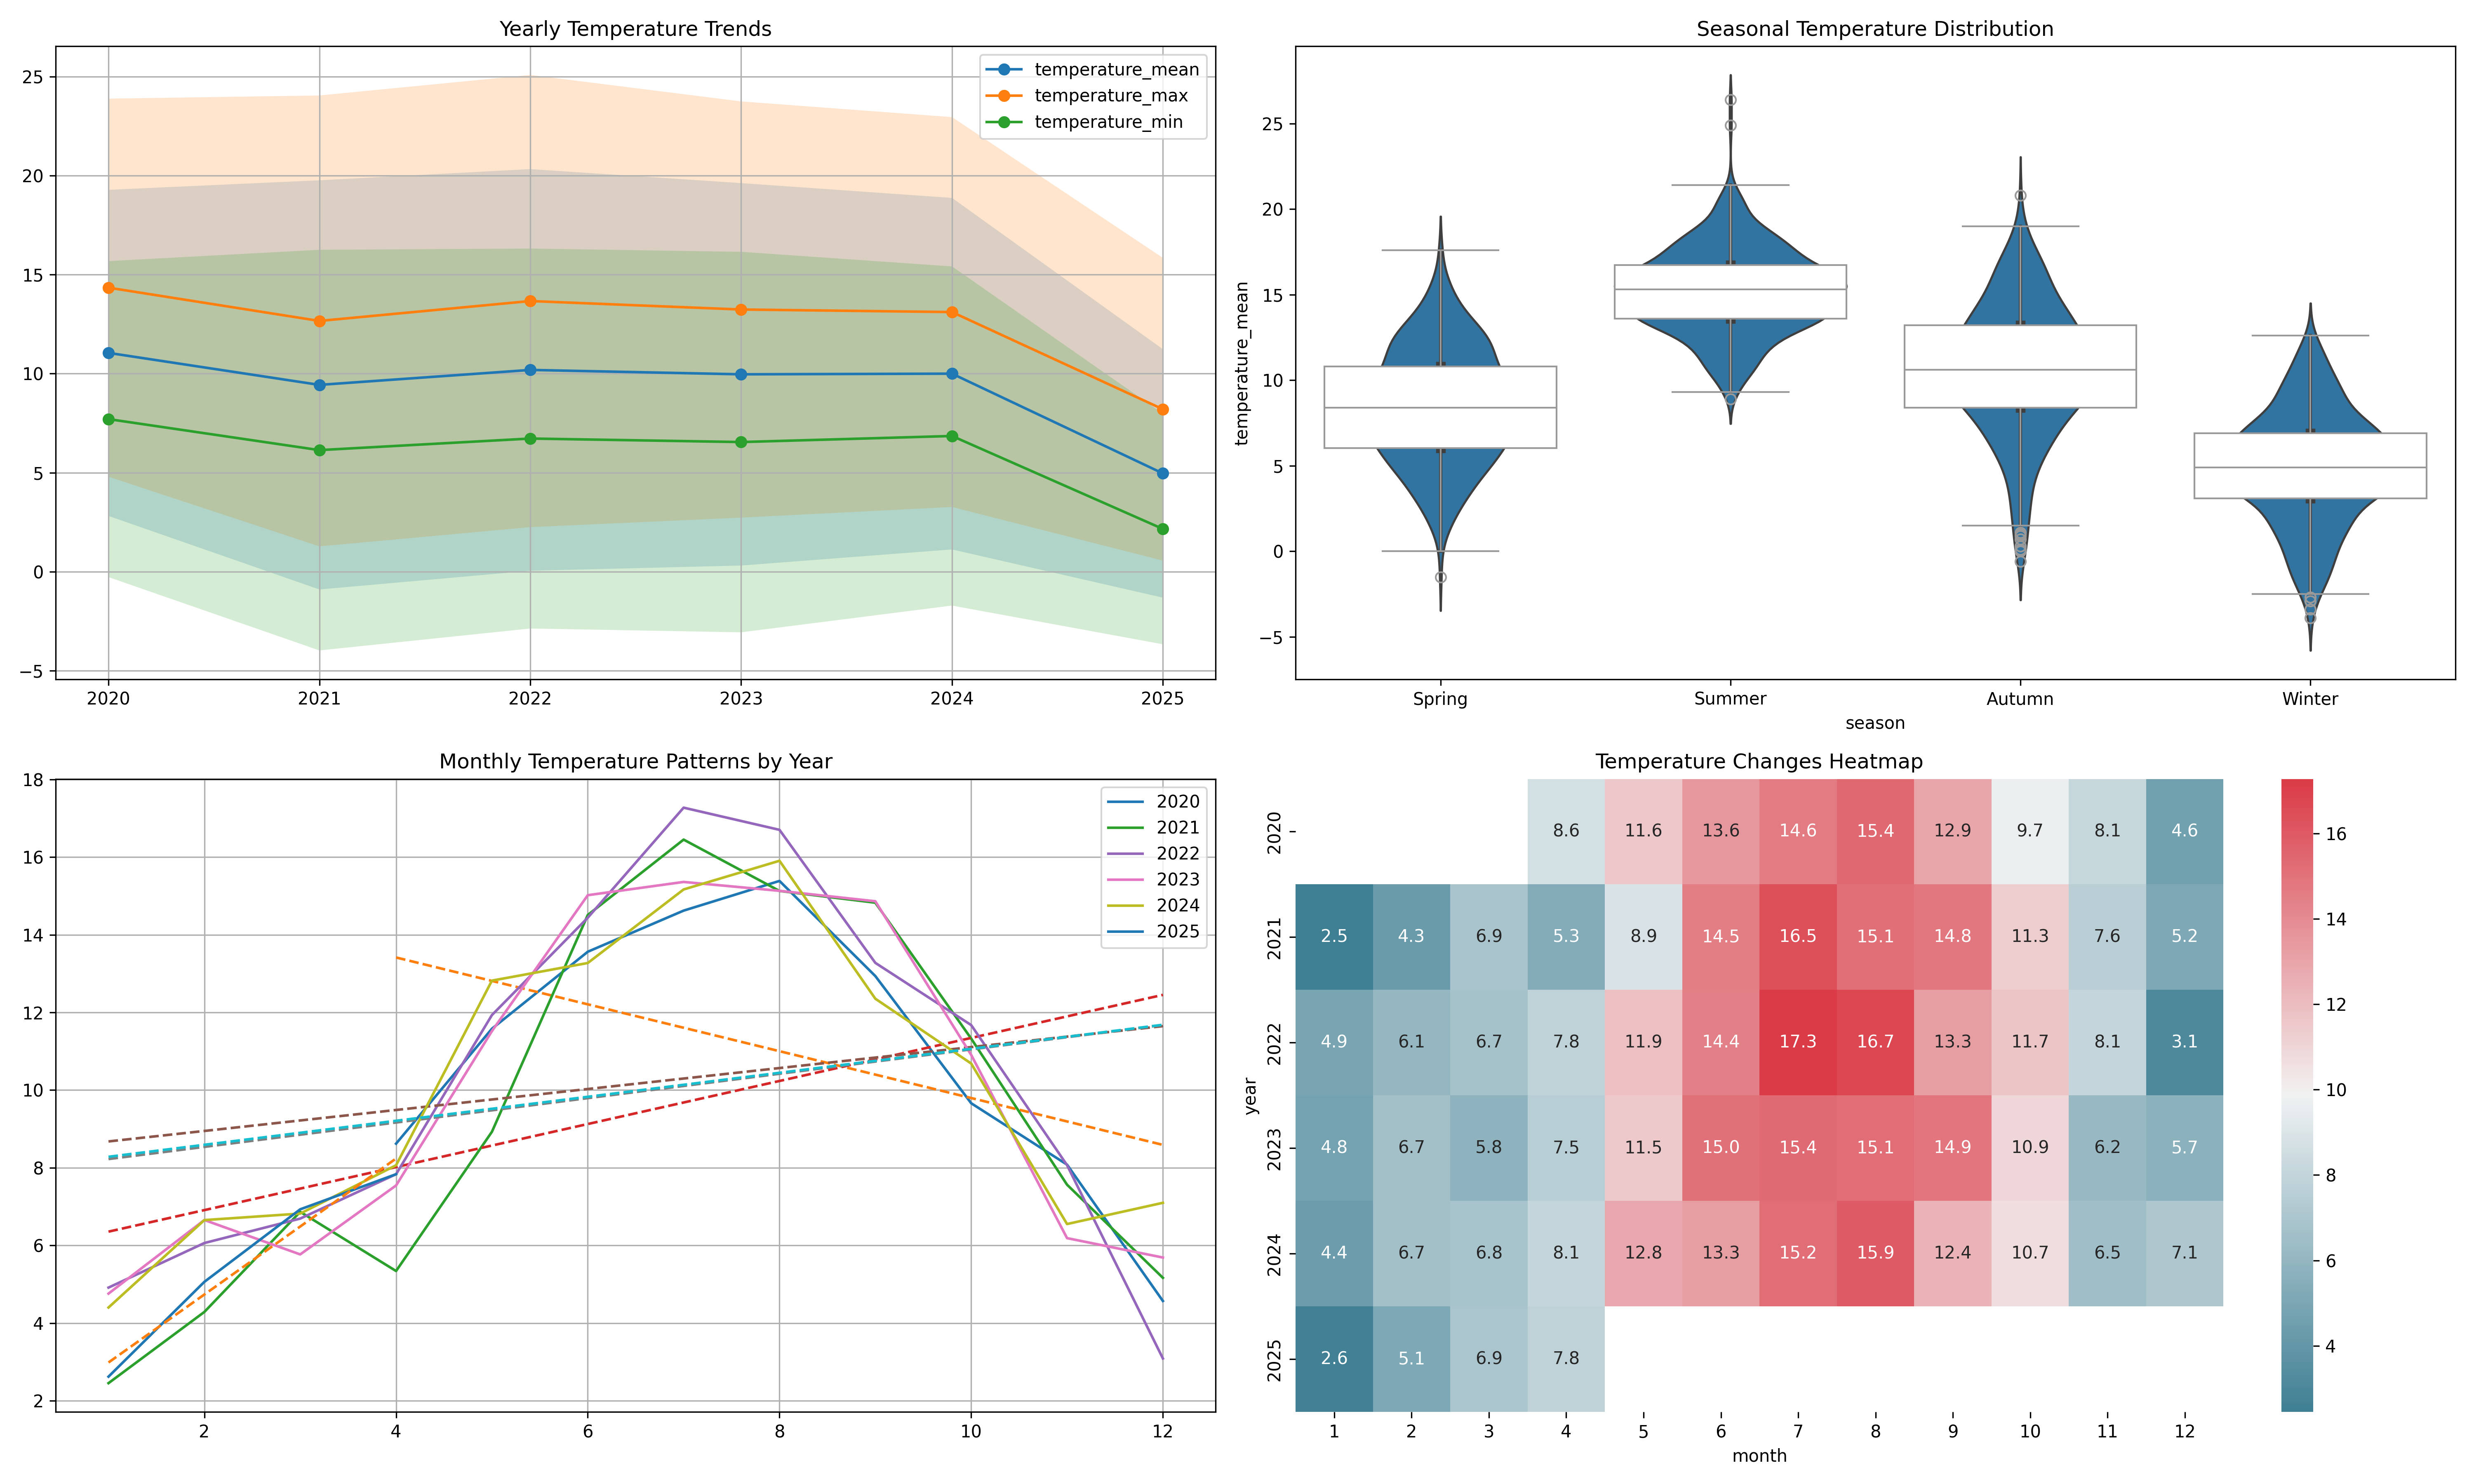 Yearly Temperature Trends
25
20
15
10
5
0
−5
2020 2021 2022 2023 2024 2025
temperature_mean
temperature_max
temperature_min
Seasonal Temperature Distribution
temperature_mean
25
20
15
10
5
0
−5
Spring Summer Autumn Winter
season
Monthly Temperature Patterns by Year
18
16
14
12
10
8
6
4
2
2 4 6 8 10 12
2020
2021
2022
2023
2024
2025
Temperature Changes Heatmap
year
2020 8.6 11.6 13.6 14.6 15.4 12.9 9.7 8.1 4.6
2021 2.5 4.3 6.9 5.3 8.9 14.5 16.5 15.1 14.8 11.3 7.6 5.2
2022 4.9 6.1 6.7 7.8 11.9 14.4 17.3 16.7 13.3 11.7 8.1 3.1
2023 4.8 6.7 5.8 7.5 11.5 15.0 15.4 15.1 14.9 10.9 6.2 5.7
2024 4.4 6.7 6.8 8.1 12.8 13.3 15.2 15.9 12.4 10.7 6.5 7.1
2025 2.6 5.1 6.9 7.8
1 2 3 4 5 6 7 8 9 10 11 12
month
16
14
12
10
8
6
4